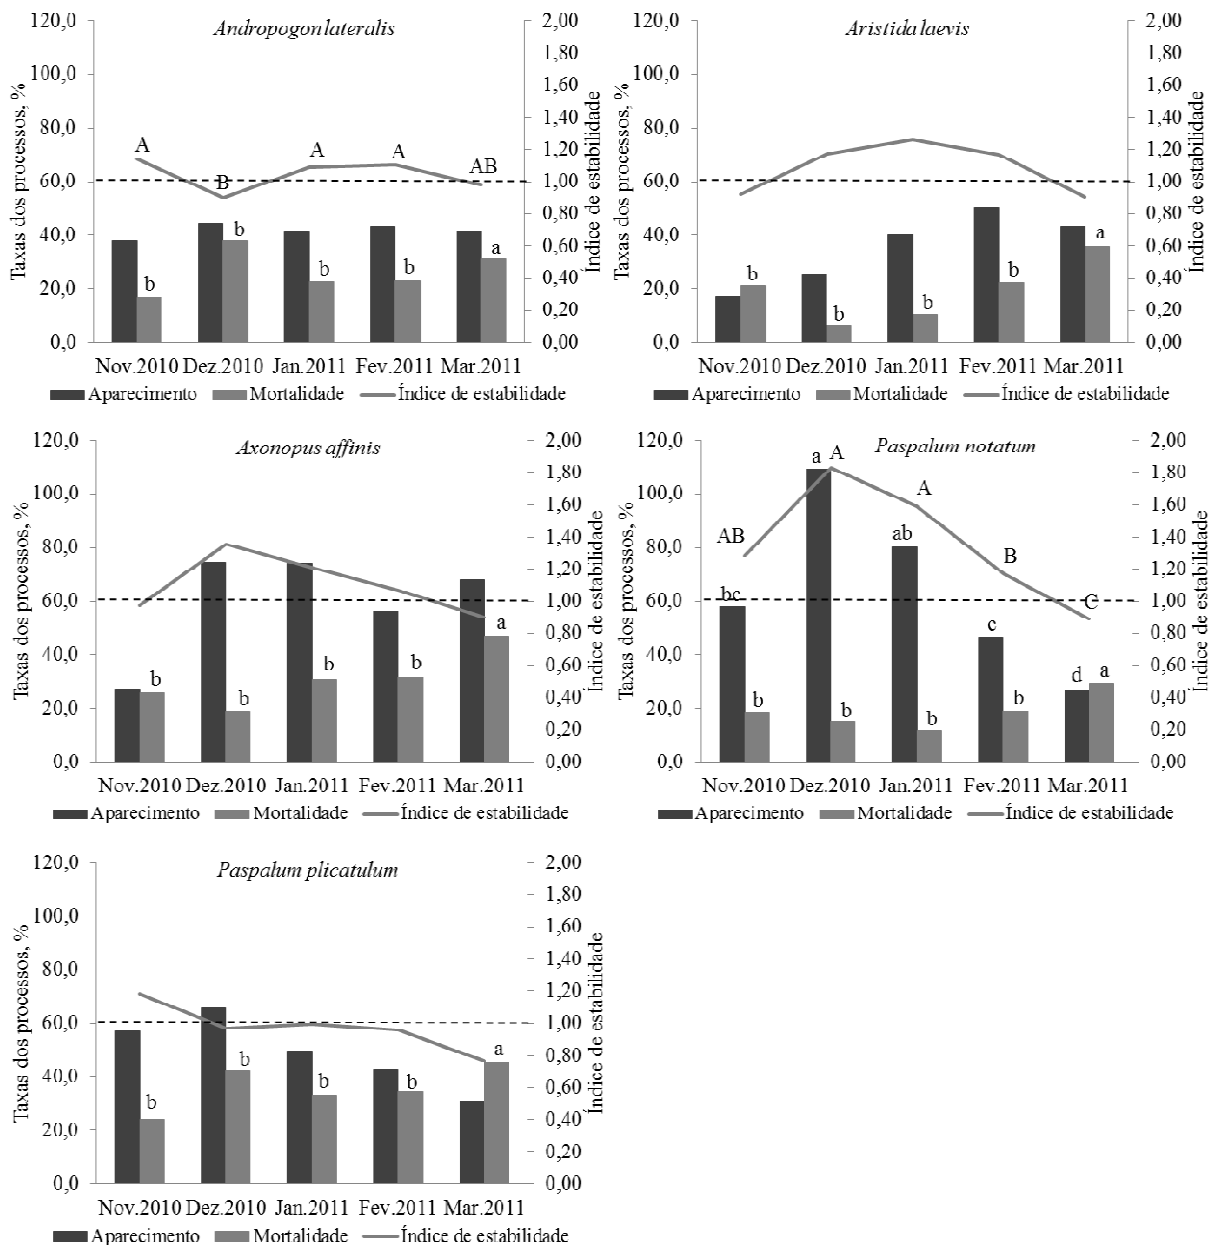 Andropogon lateralis
Taxas dos processos, %
120,0
100,0
80,0
60,0
40,0
20,0
0,0
2,00
1,80
1,60
1,40
1,20
1,00
0,80
0,60
0,40
0,20
0,00
Índice de estabilidade
A B A A AB
b b b b a
Nov.2010 Dez.2010 Jan.2011 Fev.2011 Mar.2011
Aparecimento Mortalidade Índice de estabilidade
Aristida laevis
Taxas dos processos, %
120,0
100,0
80,0
60,0
40,0
20,0
0,0
2,00
1,80
1,60
1,40
1,20
1,00
0,80
0,60
0,40
0,20
0,00
Índice de estabilidade
b b b b a
Nov.2010 Dez.2010 Jan.2011 Fev.2011 Mar.2011
Aparecimento Mortalidade Índice de estabilidade
Axonopus affinis
Taxas dos processos, %
120,0
100,0
80,0
60,0
40,0
20,0
0,0
2,00
1,80
1,60
1,40
1,20
1,00
0,80
0,60
0,40
0,20
0,00
Índice de estabilidade
b b b b a
Nov.2010 Dez.2010 Jan.2011 Fev.2011 Mar.2011
Aparecimento Mortalidade Índice de estabilidade
Paspalum notatum
Taxas dos processos, %
120,0
100,0
80,0
60,0
40,0
20,0
0,0
2,00
1,80
1,60
1,40
1,20
1,00
0,80
0,60
0,40
0,20
0,00
Índice de estabilidade
AB A A B C
bc a ab c d
b b b b a
Nov.2010 Dez.2010 Jan.2011 Fev.2011 Mar.2011
Aparecimento Mortalidade Índice de estabilidade
Paspalum plicatulum
Taxas dos processos, %
120,0
100,0
80,0
60,0
40,0
20,0
0,0
2,00
1,80
1,60
1,40
1,20
1,00
0,80
0,60
0,40
0,20
0,00
Índice de estabilidade
b b b b a
Nov.2010 Dez.2010 Jan.2011 Fev.2011 Mar.2011
Aparecimento Mortalidade Índice de estabilidade